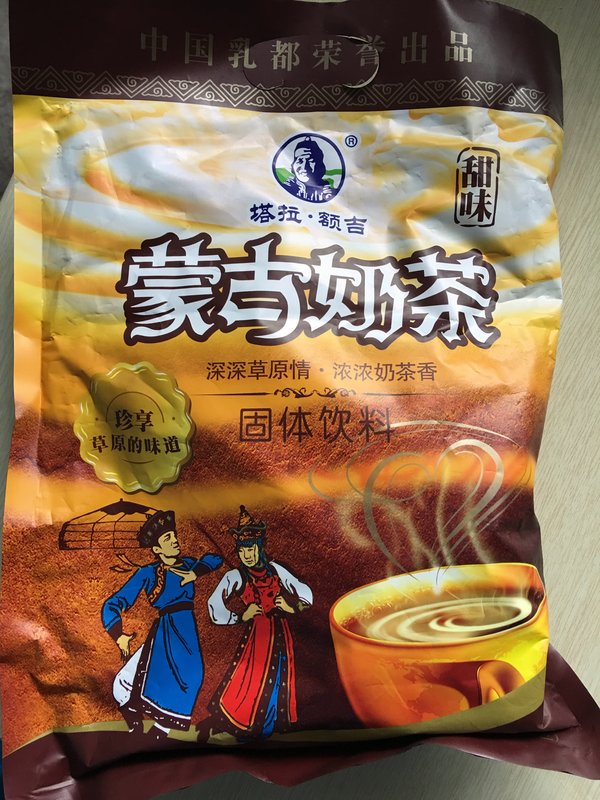 中国乳都荣誉出品
®
塔拉·额吉
甜味
蒙古奶茶
深深草原情·浓浓奶茶香
固体饮料
珍享
草原的味道